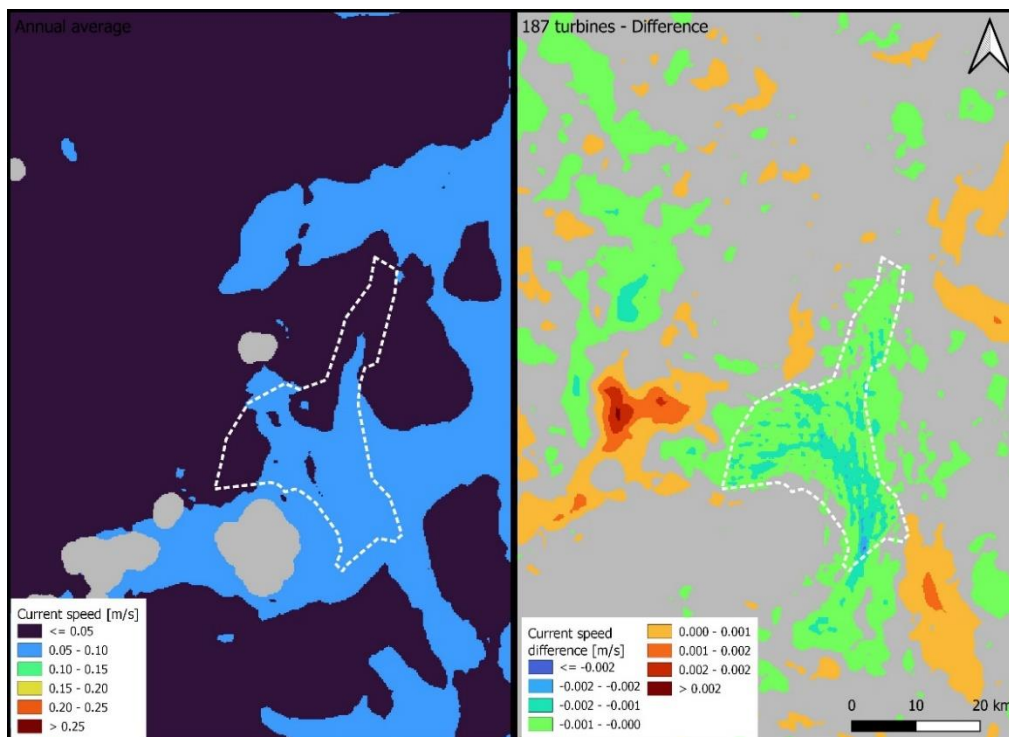 Annual average
Current speed [m/s]
<= 0.05
0.05 - 0.10
0.10 - 0.15
0.15 - 0.20
0.20 - 0.25
> 0.25
187 turbines - Difference
Current speed
difference [m/s]
<= -0.002
-0.002 - -0.002
-0.002 - -0.001
-0.001 - -0.000
0.000 - 0.001
0.001 - 0.002
0.002 - 0.002
> 0.002
0 10 20 km